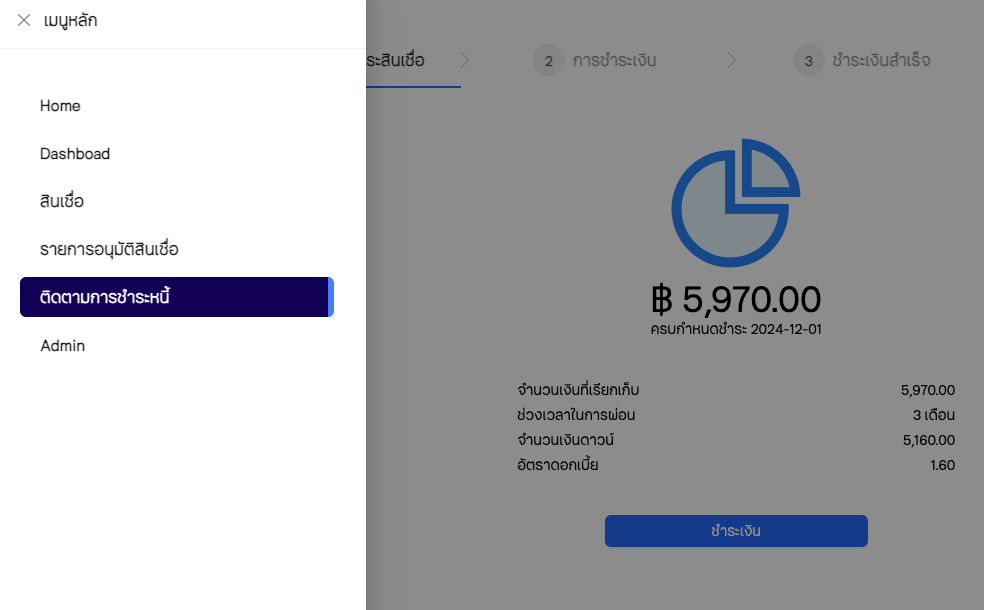 เมนูหลัก
Home
Dashboad
สินเชื่อ
รายการอนุมัติสินเชื่อ
ติดตามการชำระหนี้
Admin
ระสินเชื่อ
2 การชำระเงิน
3 ชำระเงินสำเร็จ
฿ 5,970.00
ครบกำหนดชำระ 2024-12-01
จำนวนเงินที่เรียกเก็บ 5,970.00
ช่วงเวลาในการผ่อน 3 เดือน
จำนวนเงินดาวน์ 5,160.00
อัตราดอกเบี้ย 1.60
ชำระเงิน